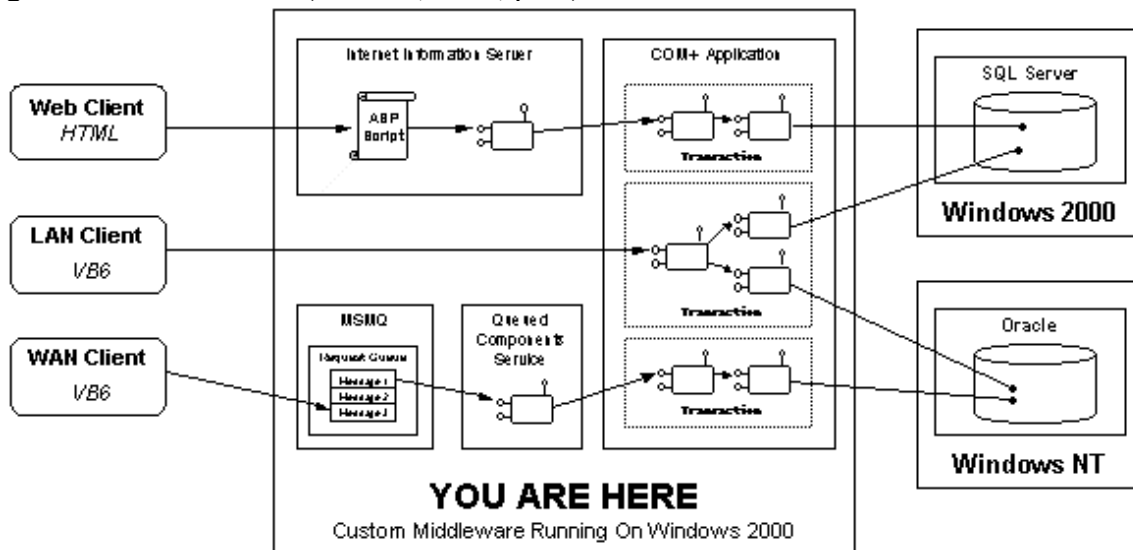 Internet Information Server
COM+ Application
SQL Server
Web Client
HTML
ASP
Script
Transaction
Windows 2000
LAN Client
VB6
Transaction
MSMQ
Queued
Components
Service
Oracle
WAN Client
VB6
Request Queue
Message 1
Message 2
Message 3
Transaction
Windows NT
YOU ARE HERE
Custom Middleware Running On Windows 2000